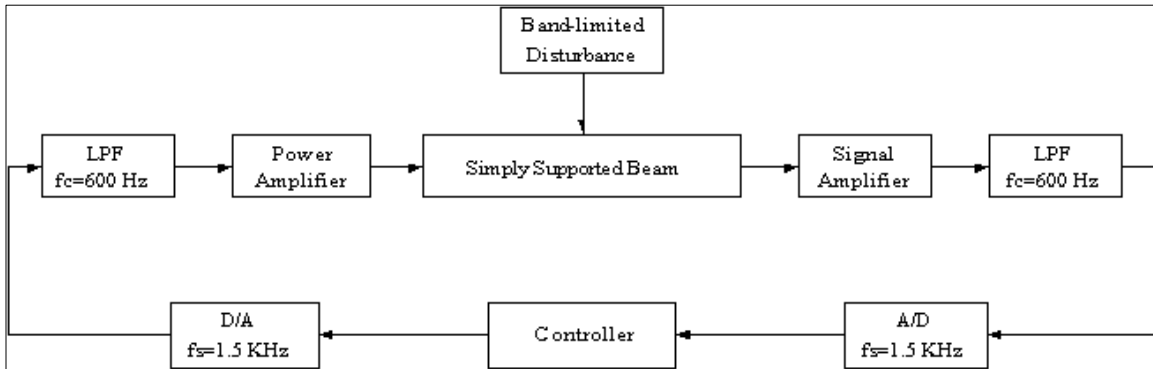 Band-limited
Disturbance
LPF
fc=600 Hz
Power
Amplifier
Simply Supported Beam
Signal
Amplifier
LPF
fc=600 Hz
D/A
fs=1.5 KHz
Controller
A/D
fs=1.5 KHz